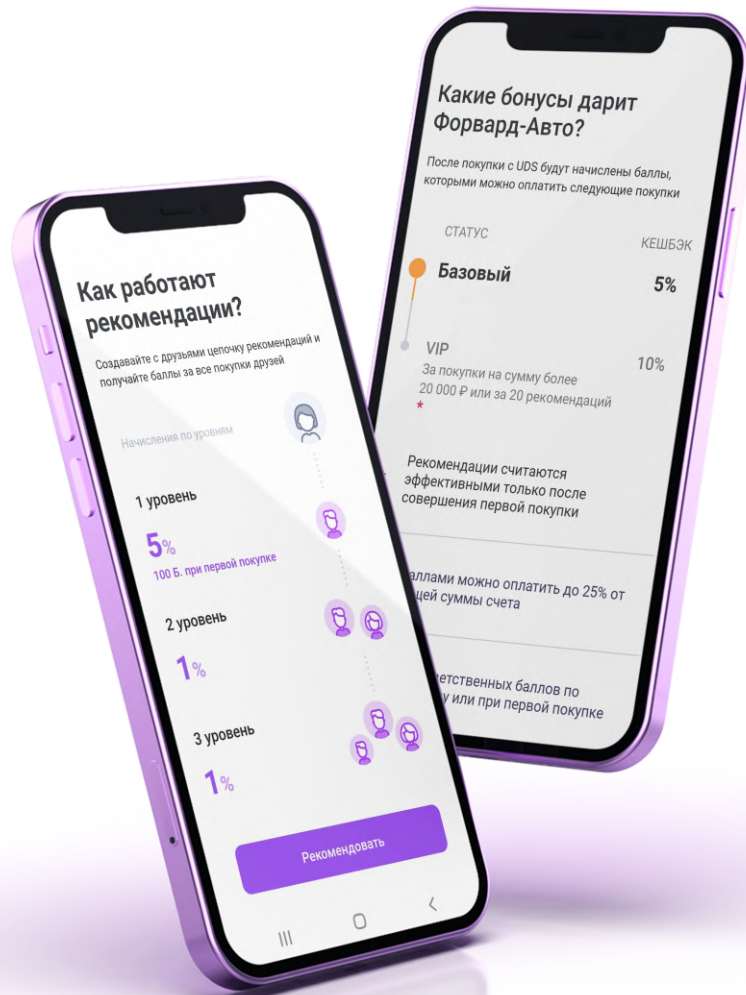 Как работают
рекомендации?
Создавайте с друзьями цепочку рекомендаций и
получайте баллы за все покупки друзей
Начисления по уровням
1 уровень
5%
100 Б. при первой покупке
2 уровень
1%
3 уровень
1%
Рекомендовать
Какие бонусы дарит
Форвард-Авто?
После покупки с UDS будут начислены баллы,
которыми можно оплатить следующие покупки
СТАТУС
КЕШБЭК
Базовый
5%
VIP
10%
За покупки на сумму более
20 000 ₽ или за 20 рекомендаций
*
Рекомендации считаются
эффективными только после
совершения первой покупки
можно оплатить до 25% от
суммы счета
баллов по
или при первой покупке